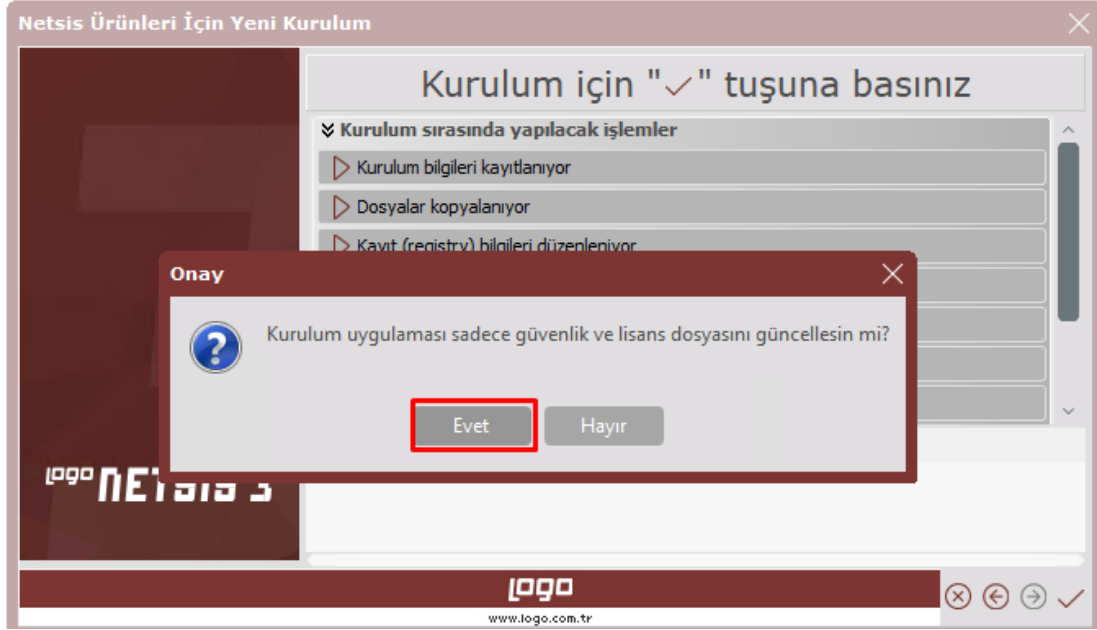 Netsis Ürünleri İçin Yeni Kurulum
Kurulum için "✓" tuşuna basınız
Kurulum sırasında yapılacak işlemler
Kurulum bilgileri kayıtlanıyor
Dosyalar kopyalanıyor
Kayıt (registry) bilgileri düzenleniyor
Onay
Kurulum uygulaması sadece güvenlik ve lisans dosyasını güncellesin mi?
Evet
Hayır
LOGO NETSIS 3
LOGO
www.logo.com.tr